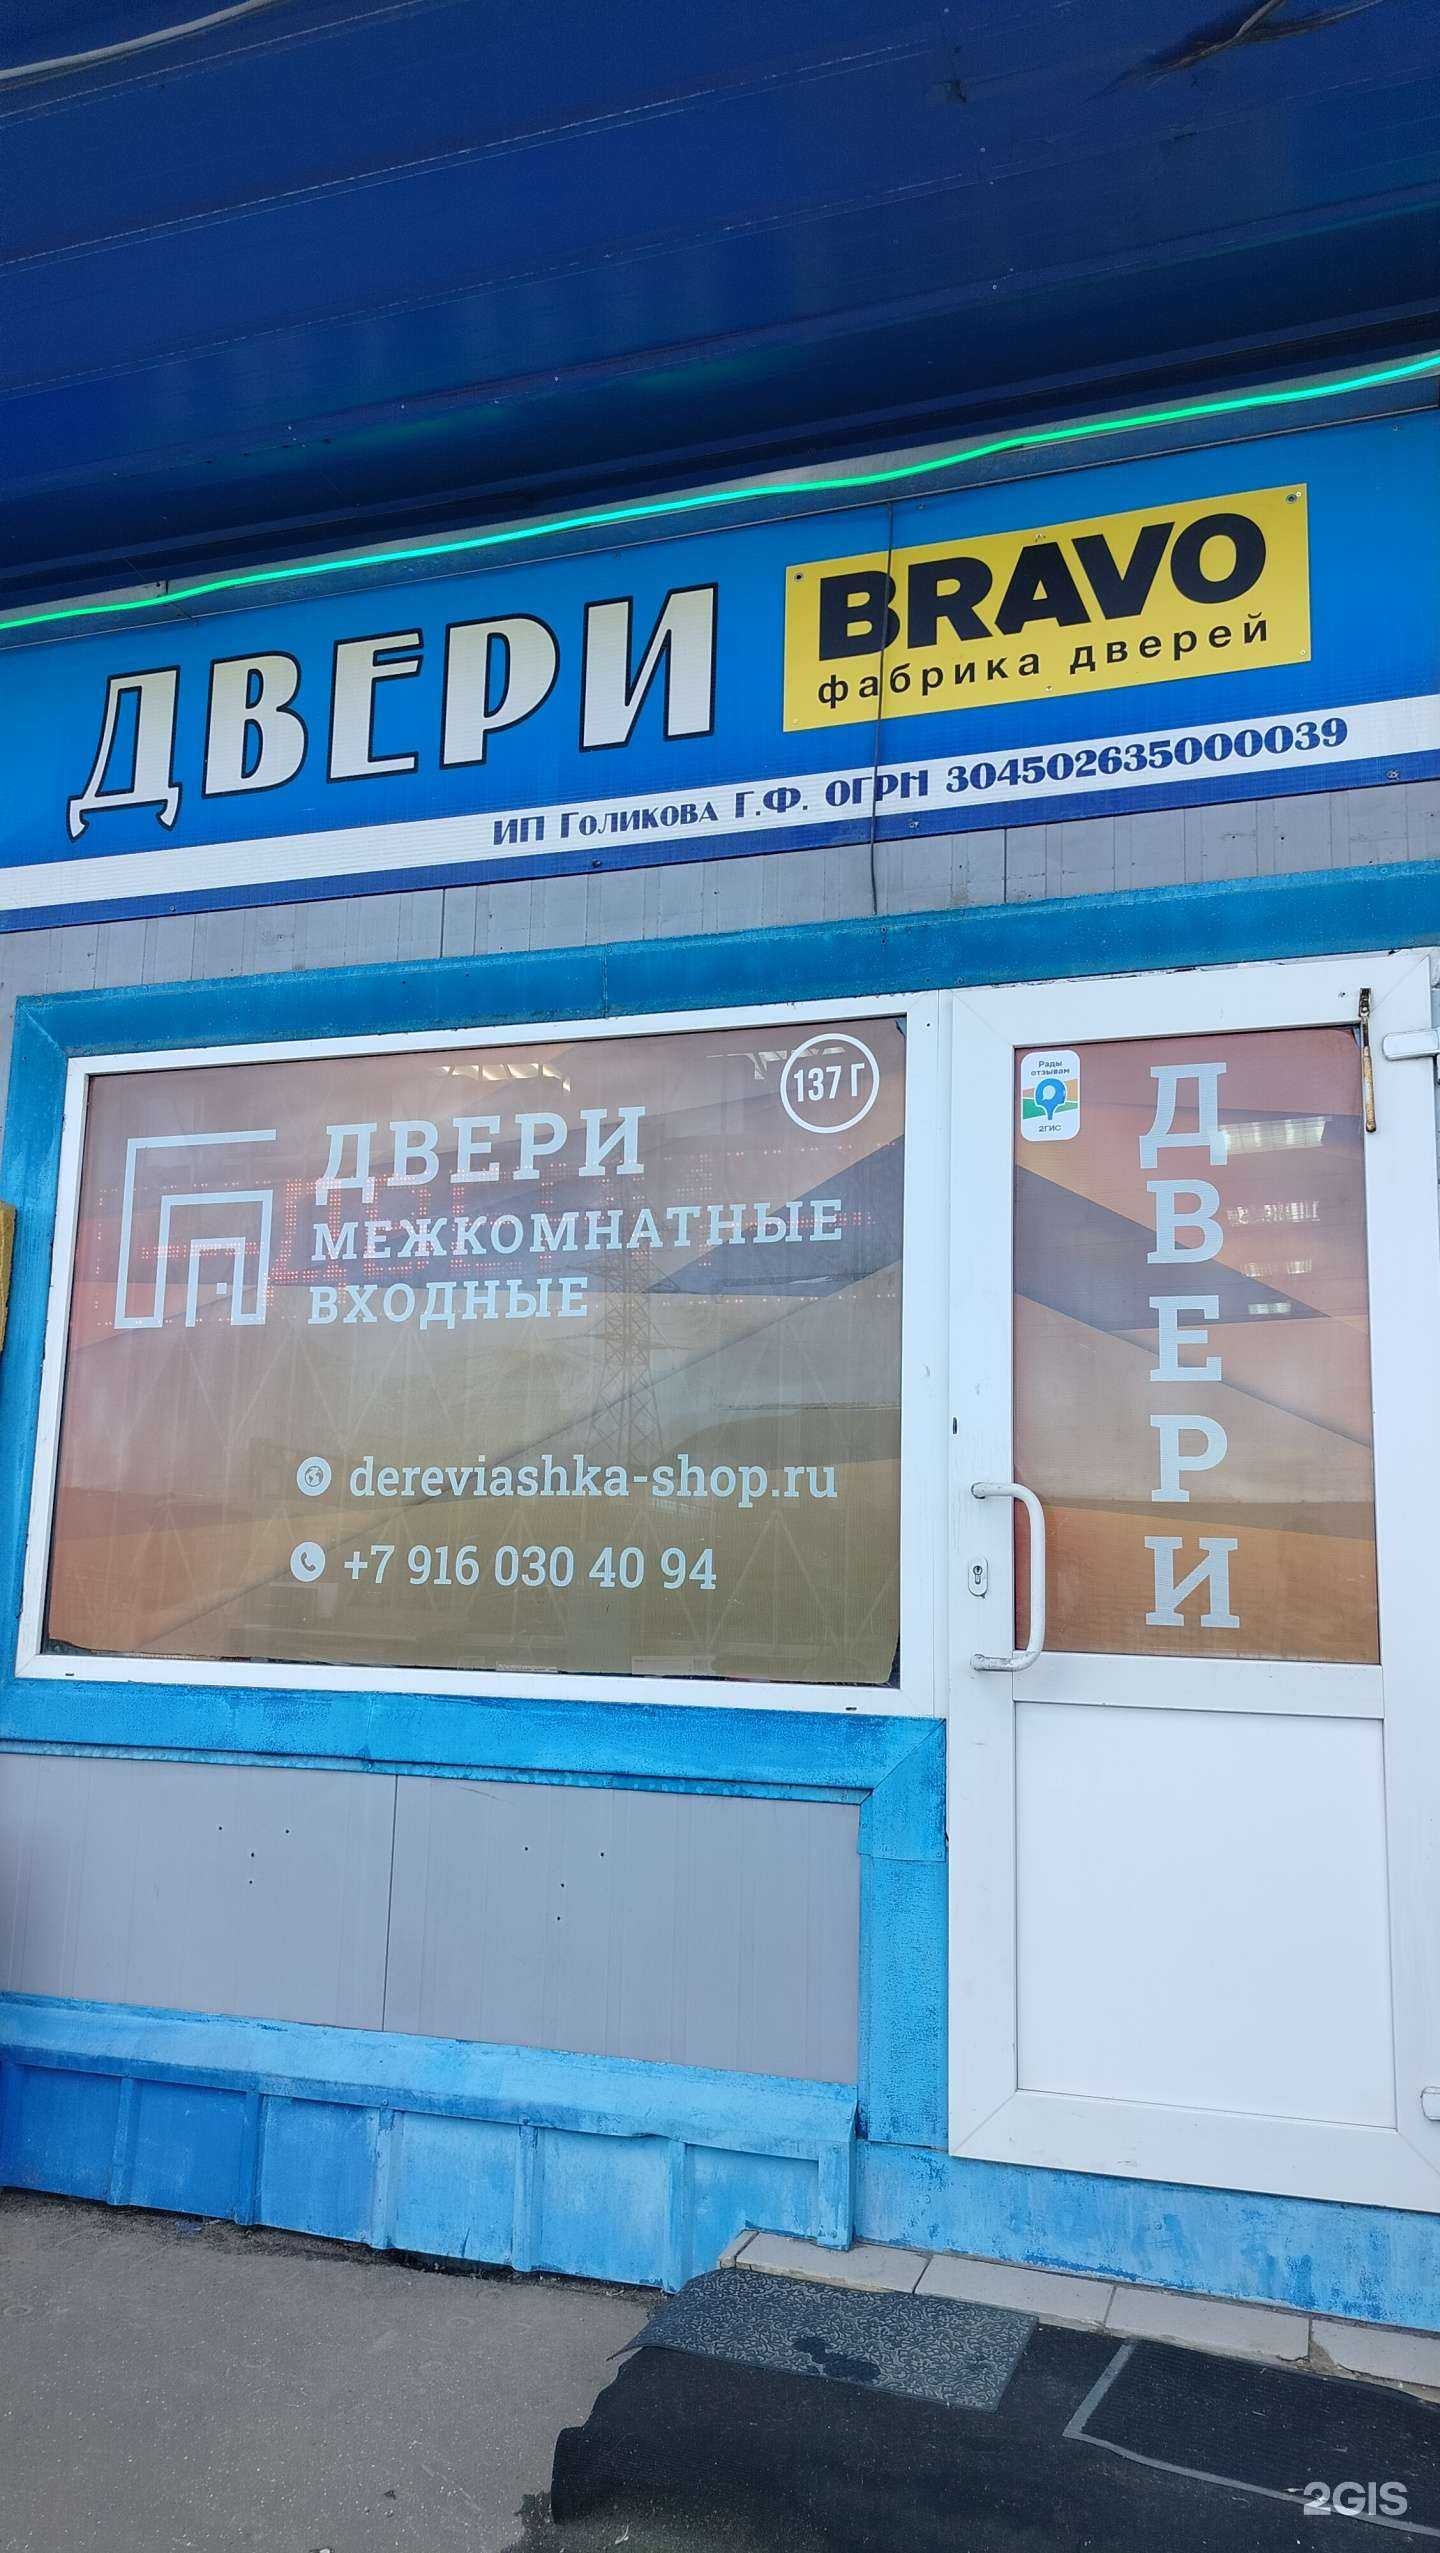 ДВЕРИ
BRAVO
фабрика дверей
ИП Голикова Г.Ф. ОГРН 304502635000039
137 Г
ДВЕРИ
МЕЖКОМНАТНЫЕ
ВХОДНЫЕ
dereviashka-shop.ru
+7 916 030 40 94
Рады
отзывам
2ГИС
ДВЕРИ
2GIS